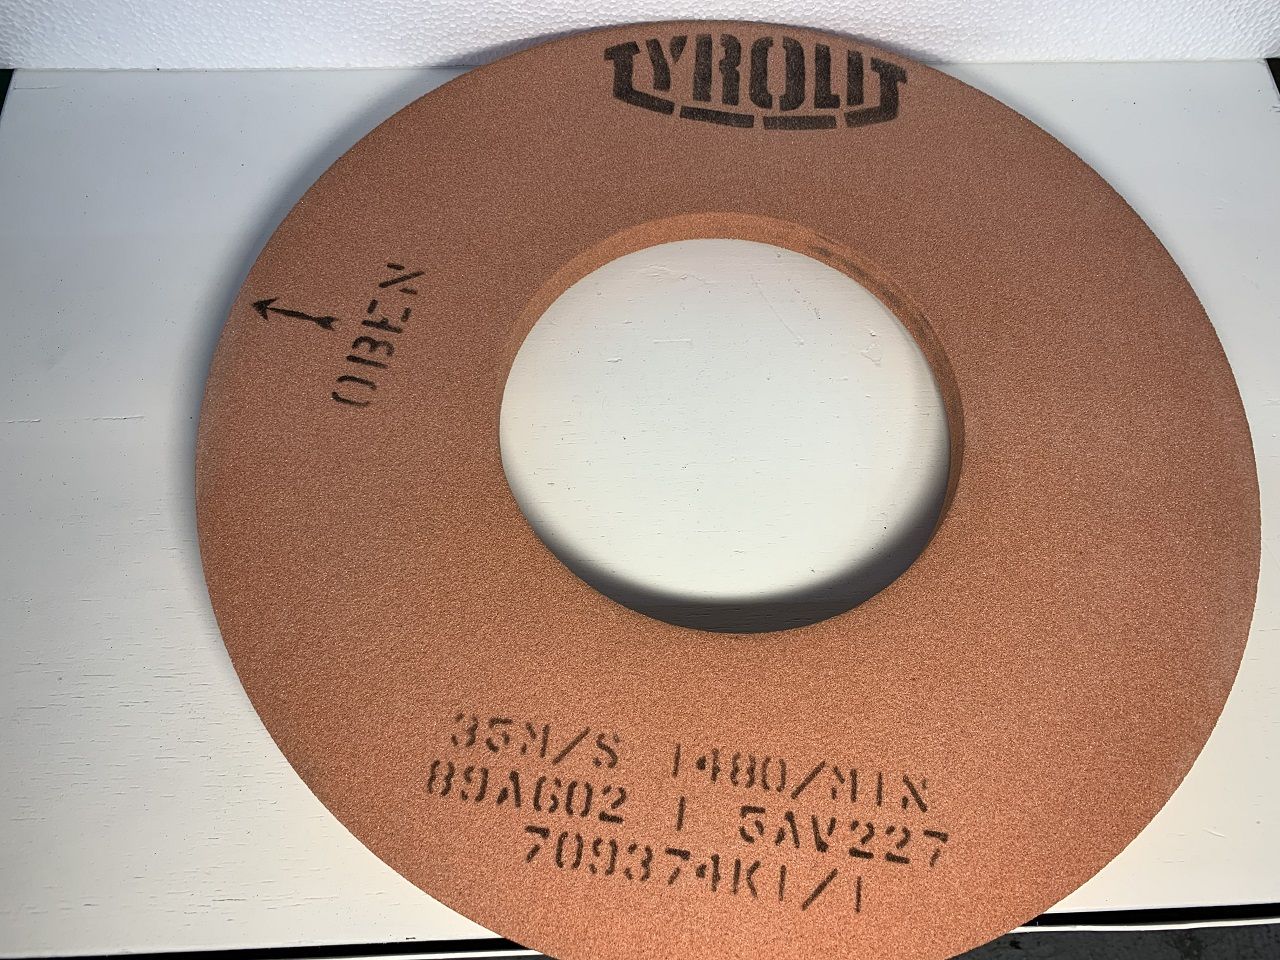 TYROLIT
OBEN
35M/S 1480/MIN
89A602 I 5AV227
709374K1/1